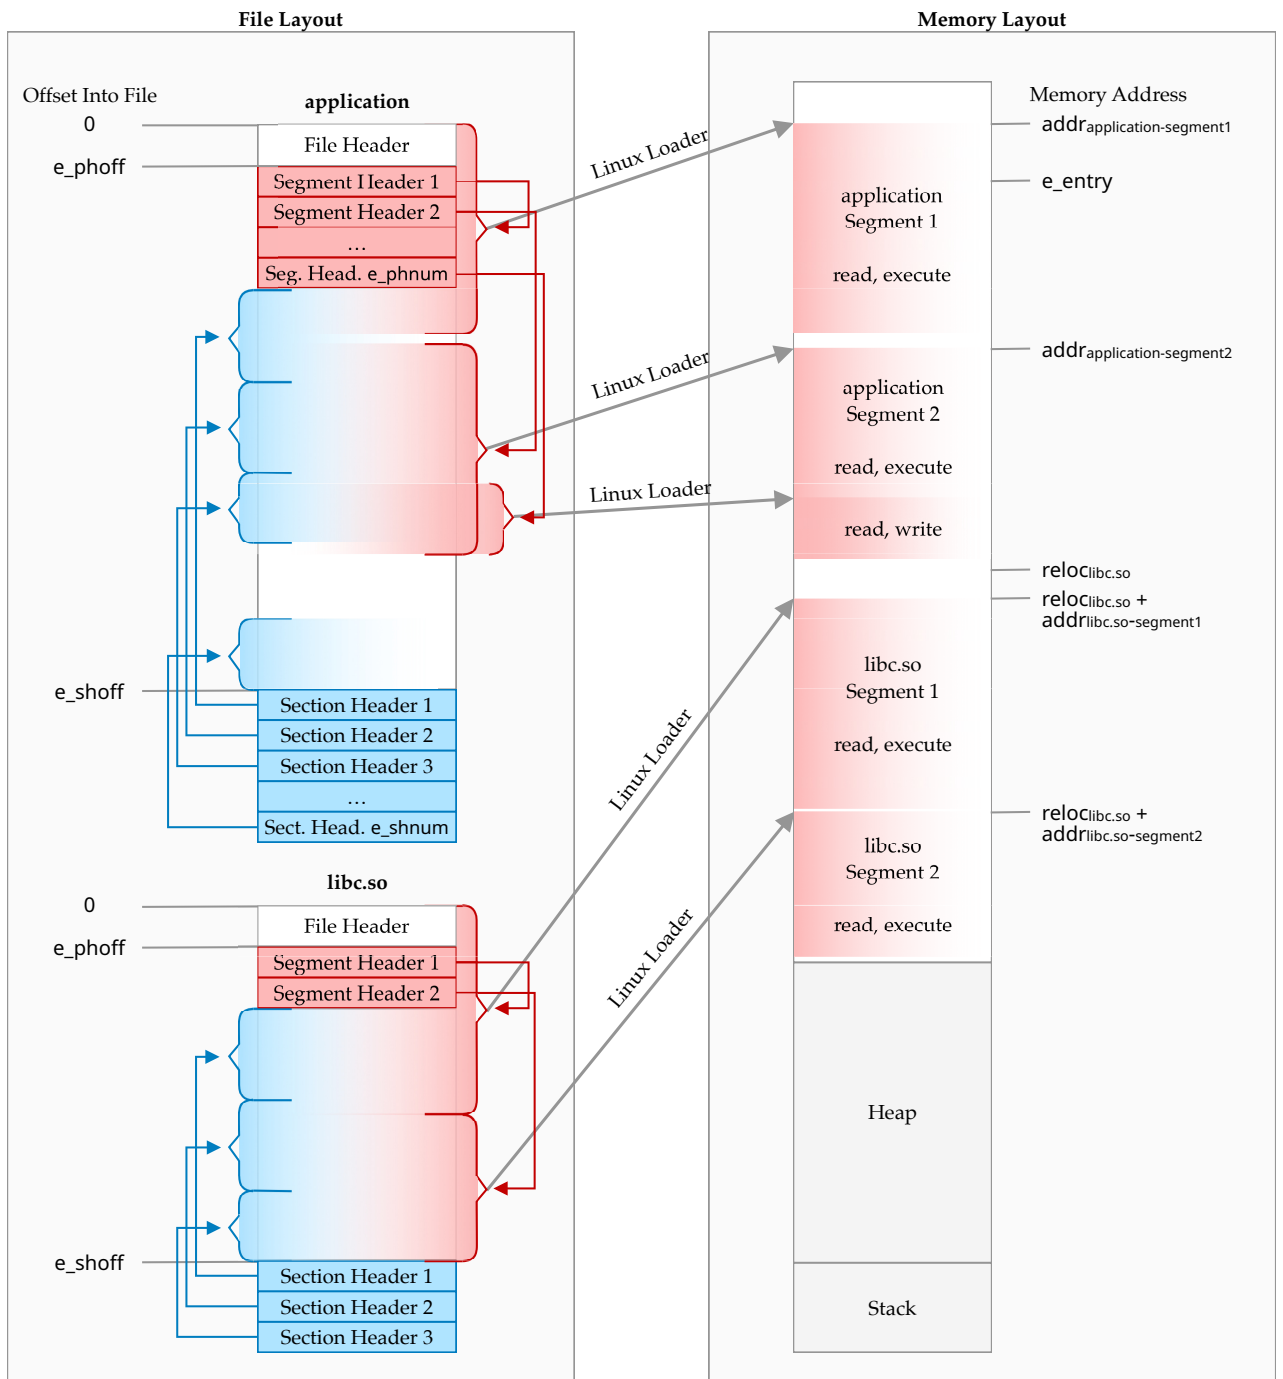 File Layout
Memory Layout
Offset Into File
application
0
File Header
e_phoff
Segment Header 1
Segment Header 2
…
Seg. Head. e_phnum
e_shoff
Section Header 1
Section Header 2
Section Header 3
…
Sect. Head. e_shnum
libc.so
0
File Header
e_phoff
Segment Header 1
Segment Header 2
e_shoff
Section Header 1
Section Header 2
Section Header 3
Linux Loader
Linux Loader
Linux Loader
Linux Loader
Linux Loader
application
Segment 1
read, execute
application
Segment 2
read, execute
read, write
libc.so
Segment 1
read, execute
libc.so
Segment 2
read, execute
Heap
Stack
Memory Address
addrapplication-segment1
e_entry
addrapplication-segment2
reloclibc.so
reloclibc.so +
addrlibc.so-segment1
reloclibc.so +
addrlibc.so-segment2